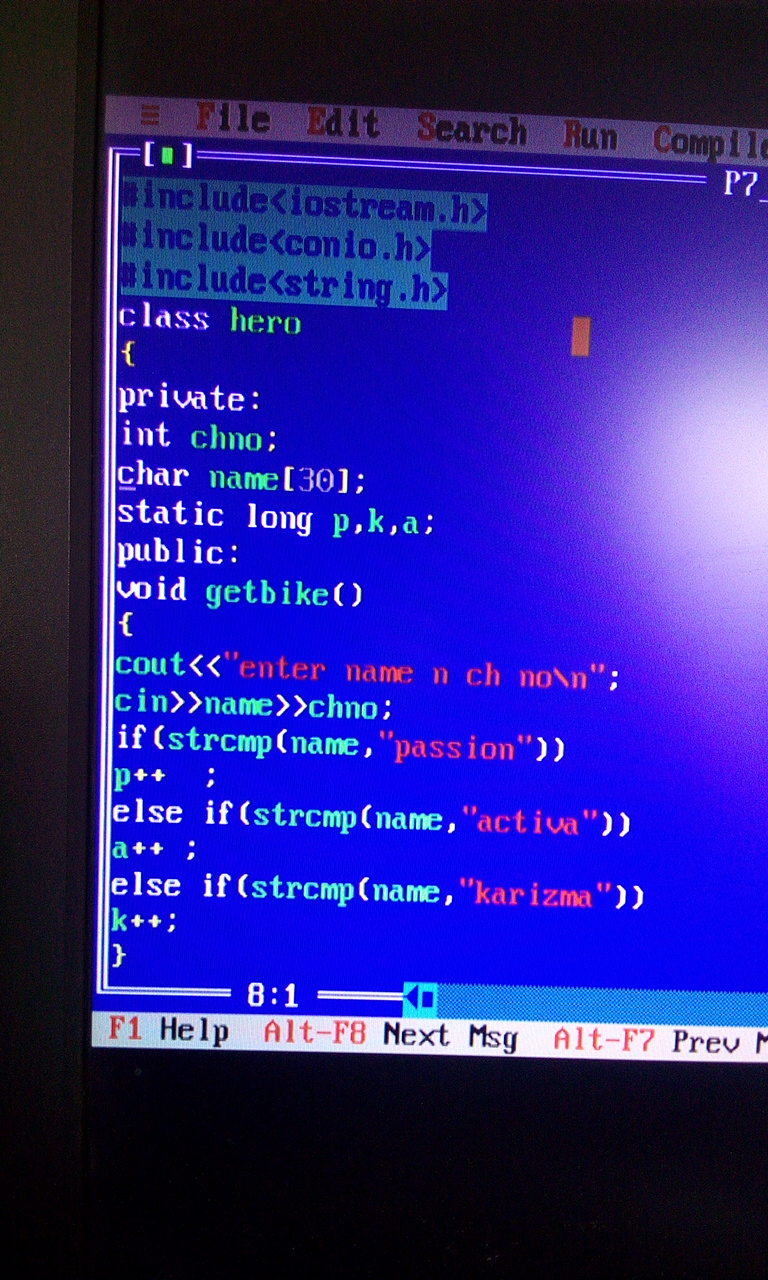 ≡ File Edit Search Run Compile
[■] P7_
#include<iostream.h>
#include<conio.h>
#include<string.h>
class hero
{
private:
int chno;
char name[30];
static long p,k,a;
public:
void getbike()
{
cout<<"enter name n ch no\n";
cin>>name>>chno;
if(strcmp(name,"passion"))
p++  ;
else if(strcmp(name,"activa"))
a++ ;
else if(strcmp(name,"karizma"))
k++;
}
8:1
F1 Help Alt-F8 Next Msg Alt-F7 Prev M